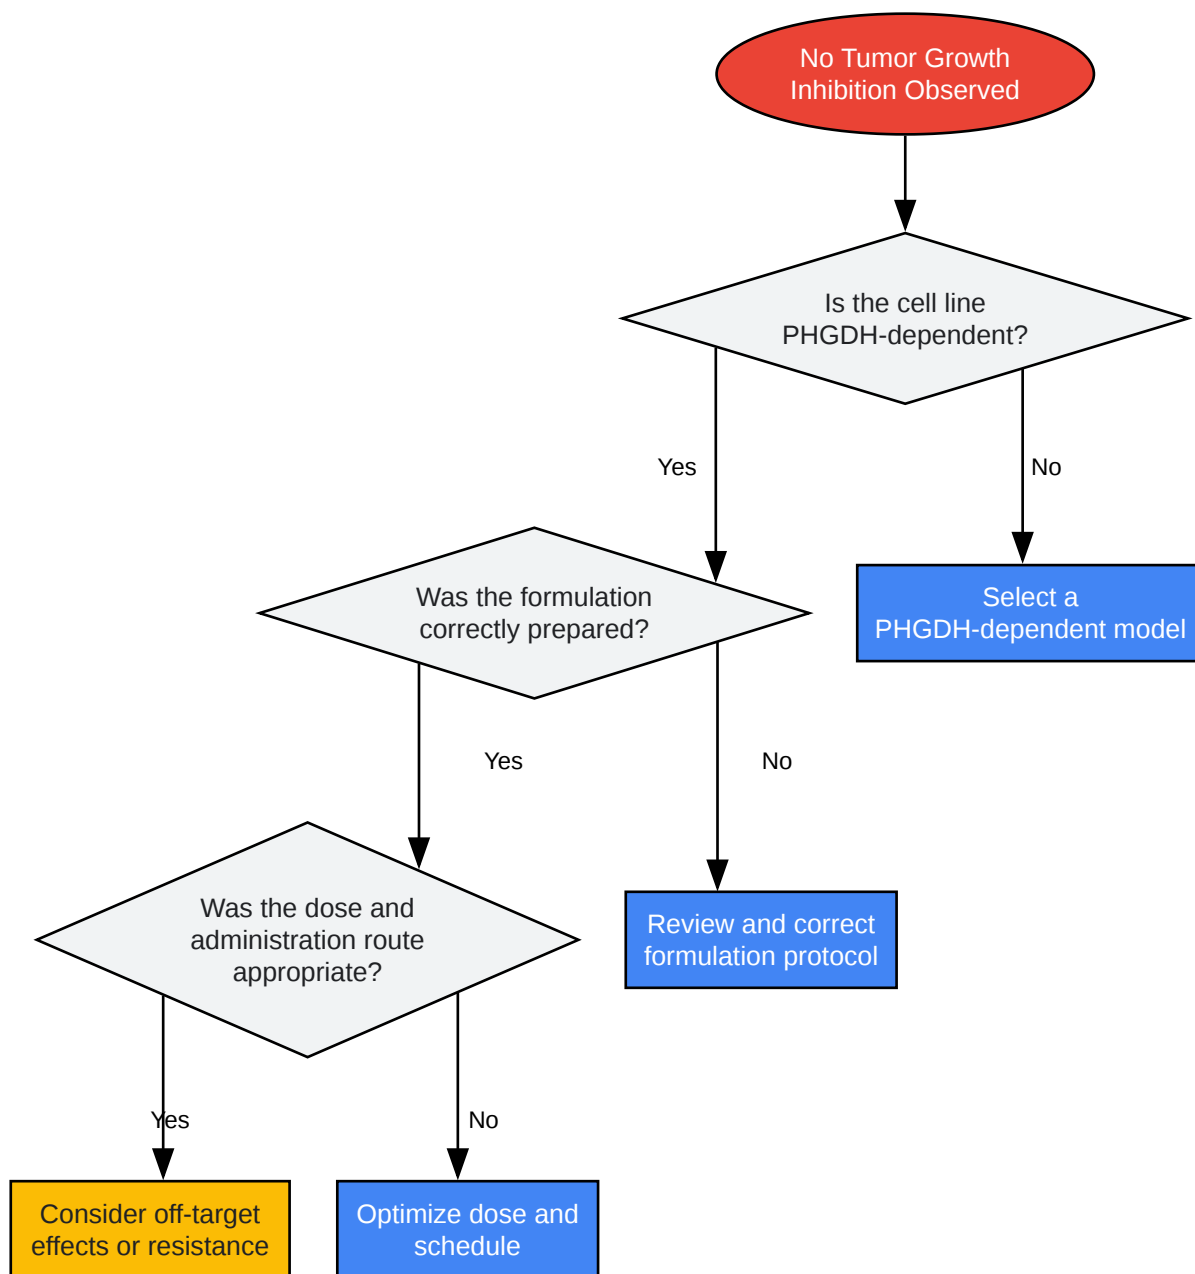 No Tumor Growth
Inhibition Observed
Is the cell line
PHGDH-dependent?
Yes
No
Was the formulation
correctly prepared?
Select a
PHGDH-dependent model
Yes
No
Was the dose and
administration route
appropriate?
Review and correct
formulation protocol
Yes
No
Consider off-target
effects or resistance
Optimize dose and
schedule